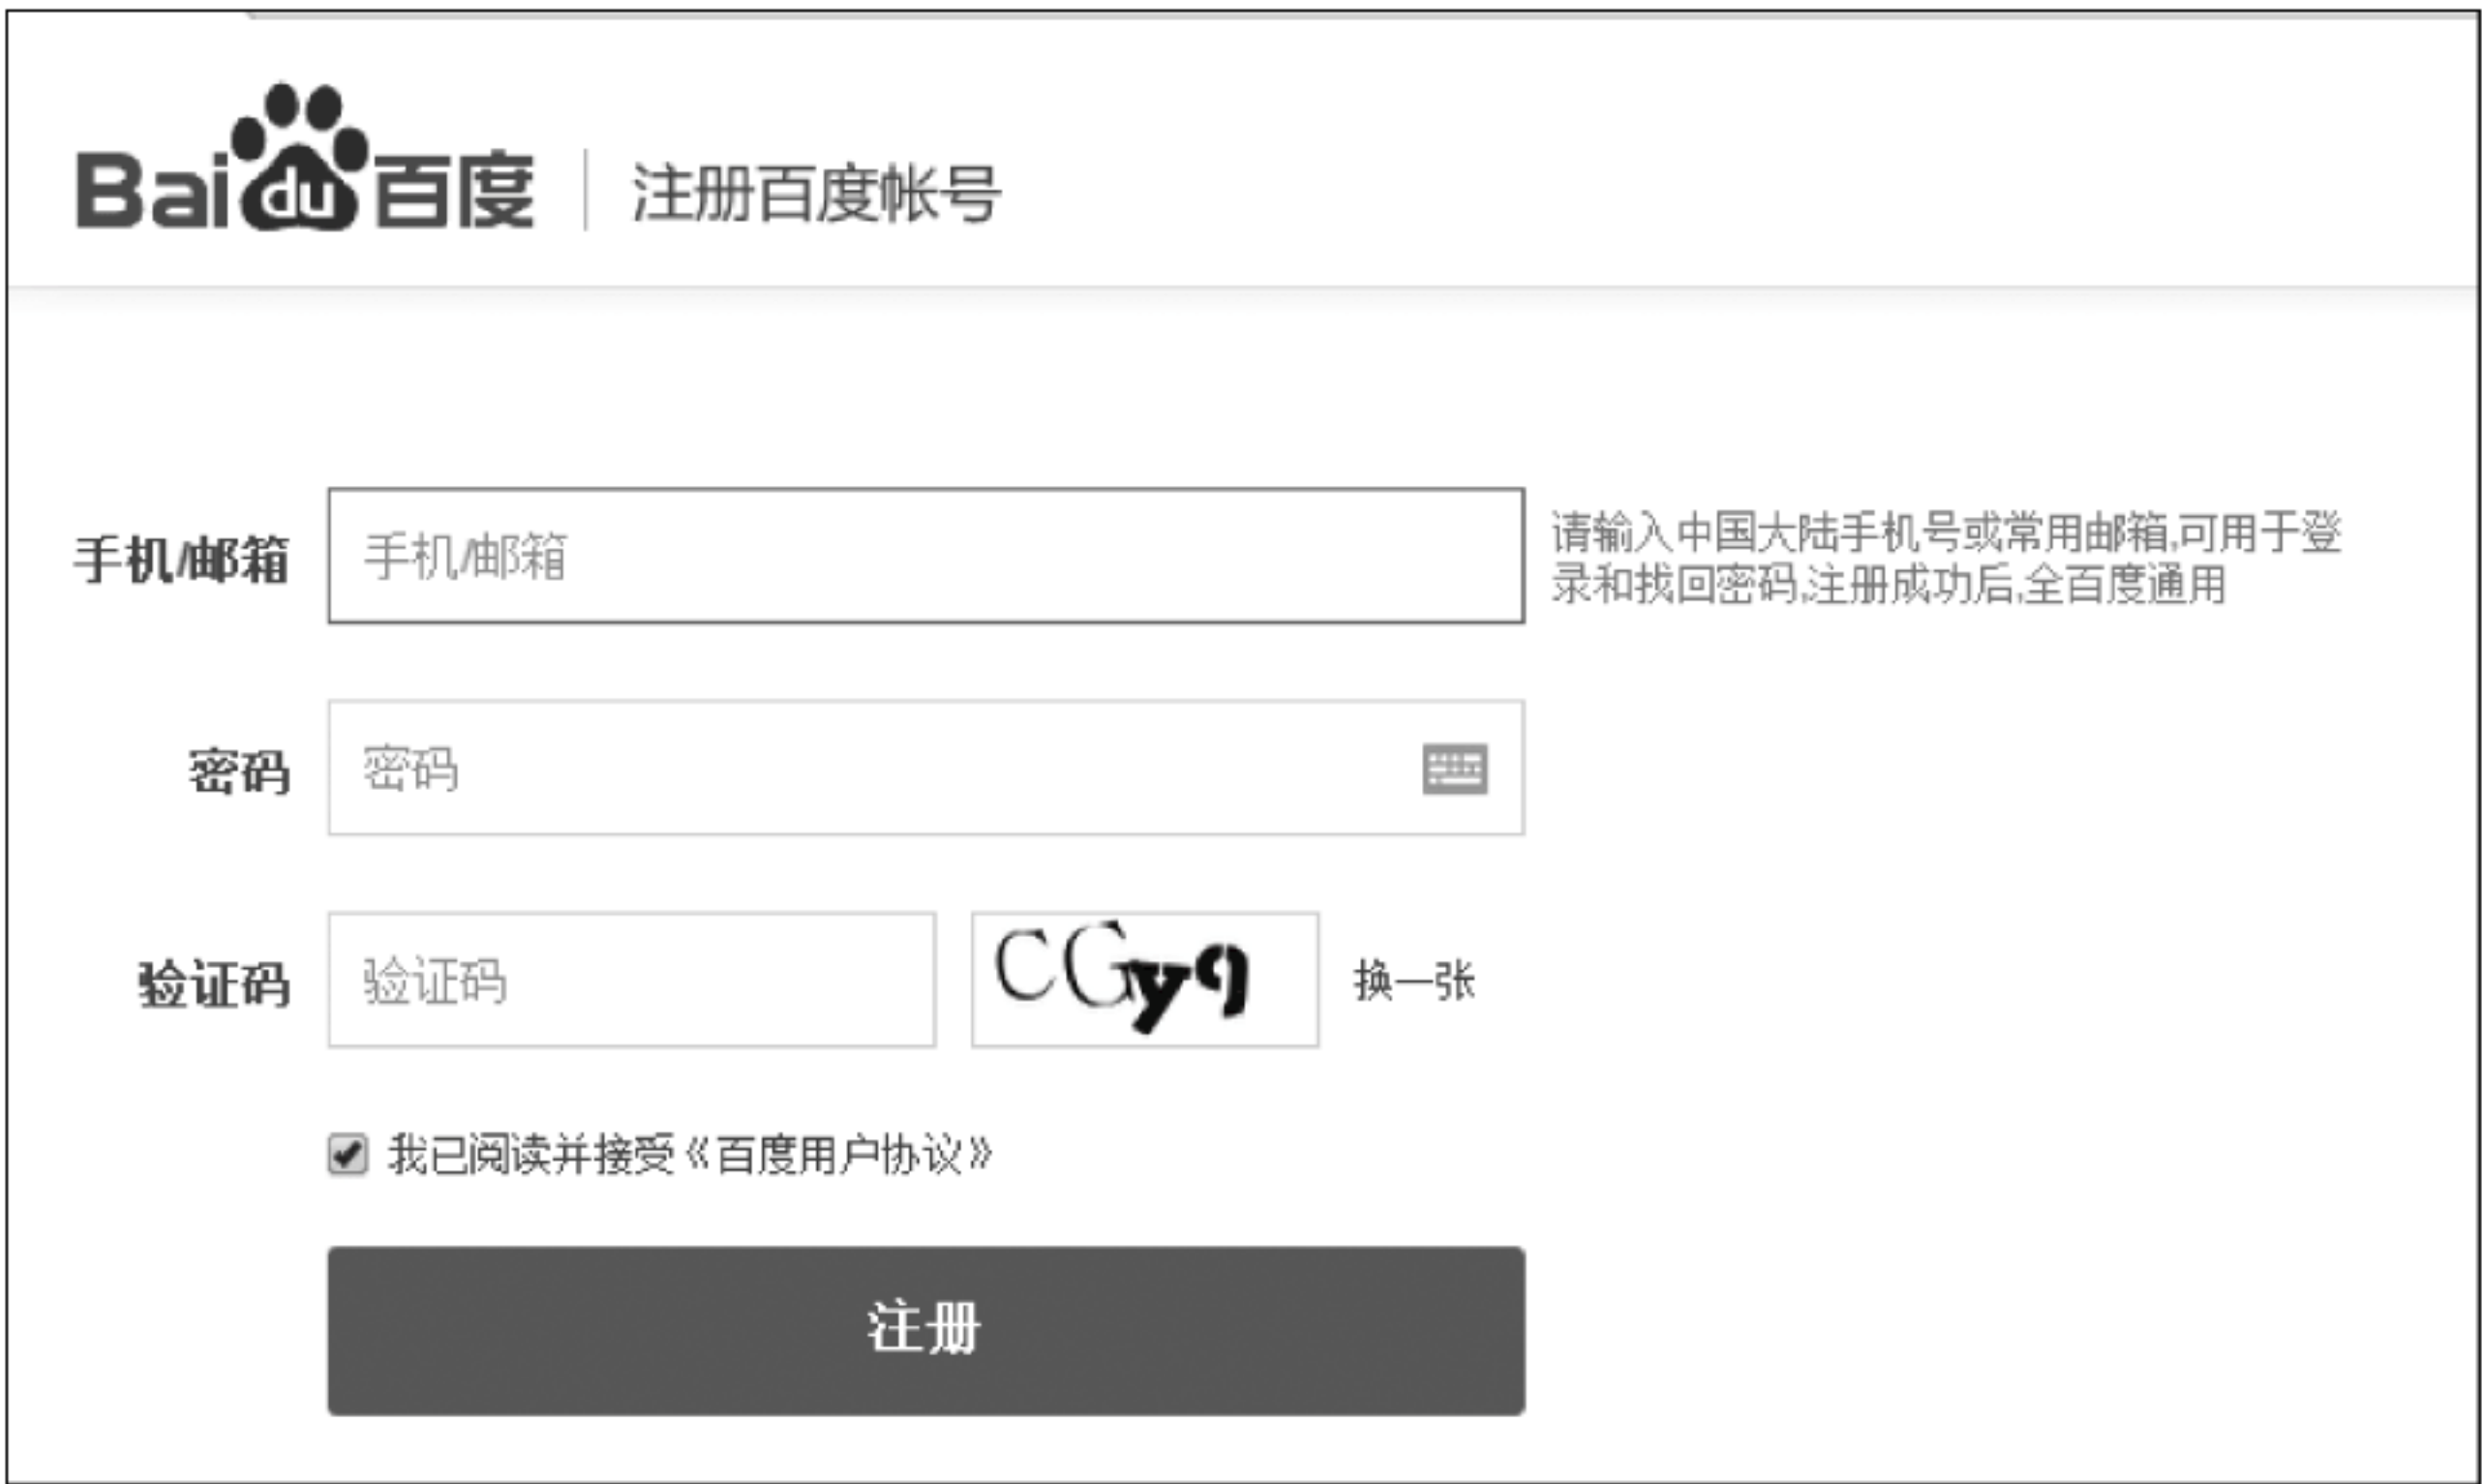 Bai du 百度 注册百度帐号
手机/邮箱 手机/邮箱 请输入中国大陆手机号或常用邮箱,可用于登
录和找回密码,注册成功后,全百度通用
密码 密码
验证码 验证码 CGyq 换一张
我已阅读并接受《百度用户协议》
注册